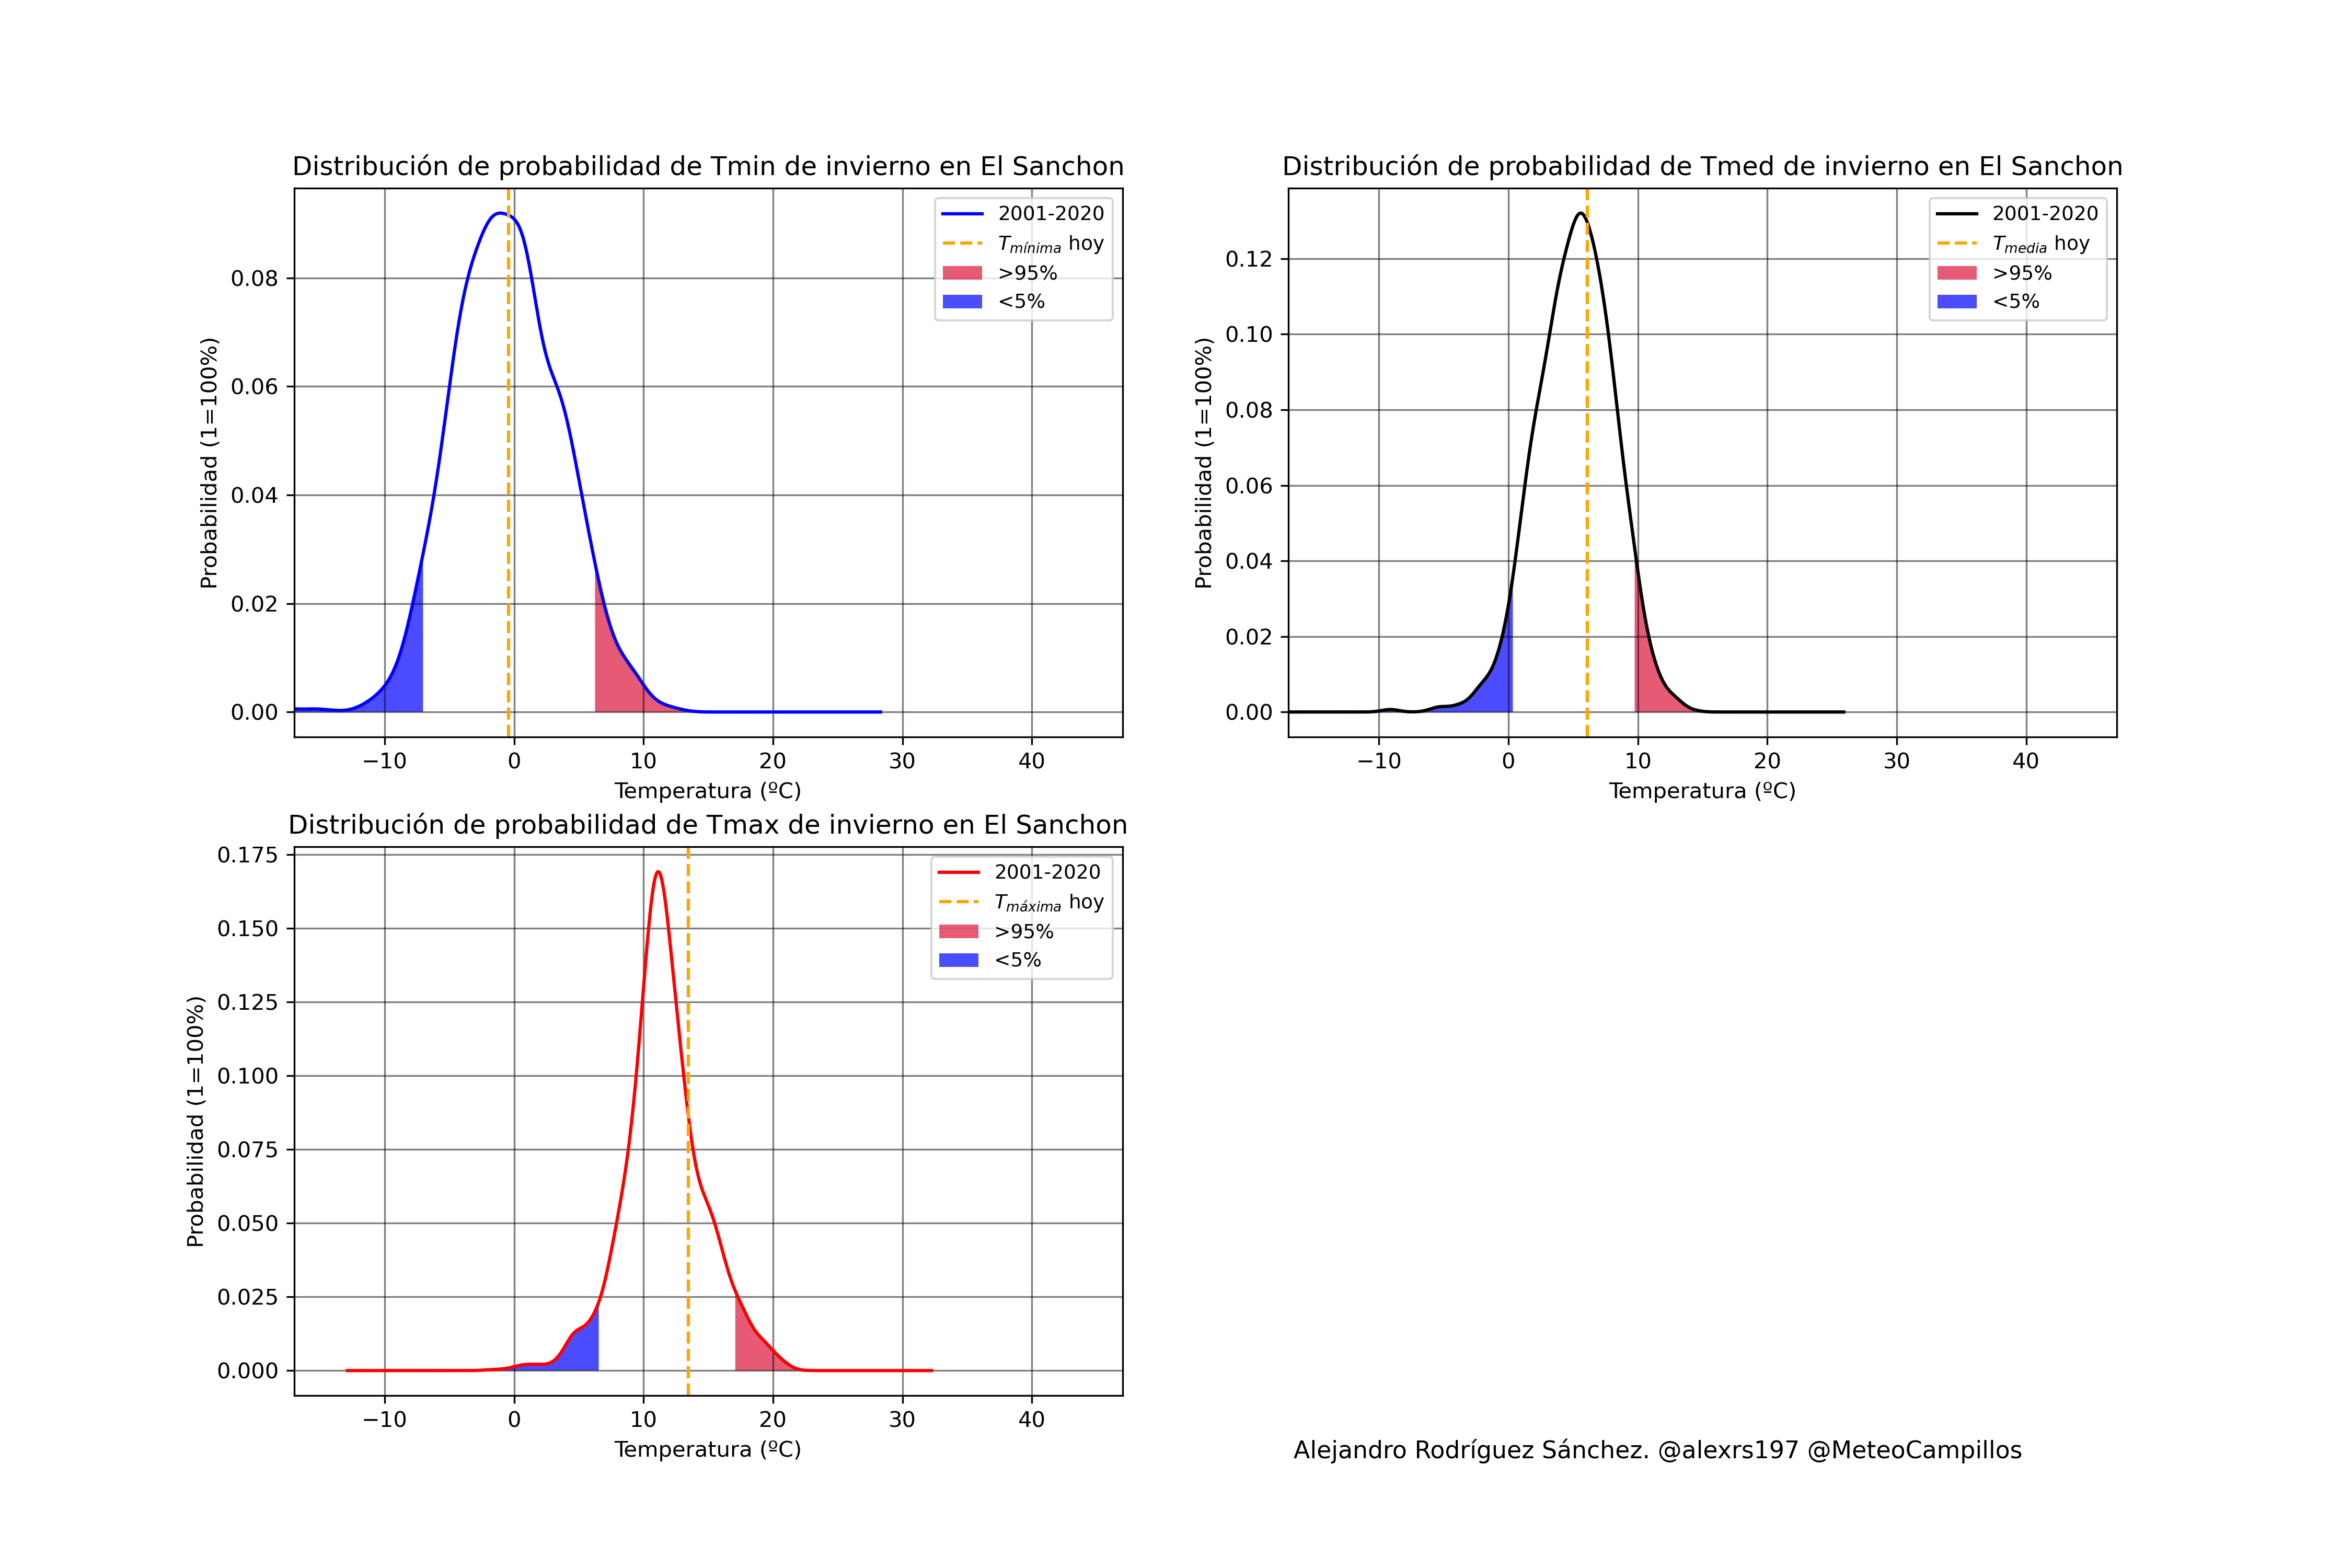 Distribución de probabilidad de Tmin de invierno en El Sanchon
Probabilidad (1=100%)
0.08
0.06
0.04
0.02
0.00
−10 0 10 20 30 40
Temperatura (ºC)
2001-2020
Tmínima hoy
>95%
<5%
Distribución de probabilidad de Tmed de invierno en El Sanchon
Probabilidad (1=100%)
0.12
0.10
0.08
0.06
0.04
0.02
0.00
−10 0 10 20 30 40
Temperatura (ºC)
2001-2020
Tmedia hoy
>95%
<5%
Distribución de probabilidad de Tmax de invierno en El Sanchon
Probabilidad (1=100%)
0.175
0.150
0.125
0.100
0.075
0.050
0.025
0.000
−10 0 10 20 30 40
Temperatura (ºC)
2001-2020
Tmáxima hoy
>95%
<5%
Alejandro Rodríguez Sánchez. @alexrs197 @MeteoCampillos